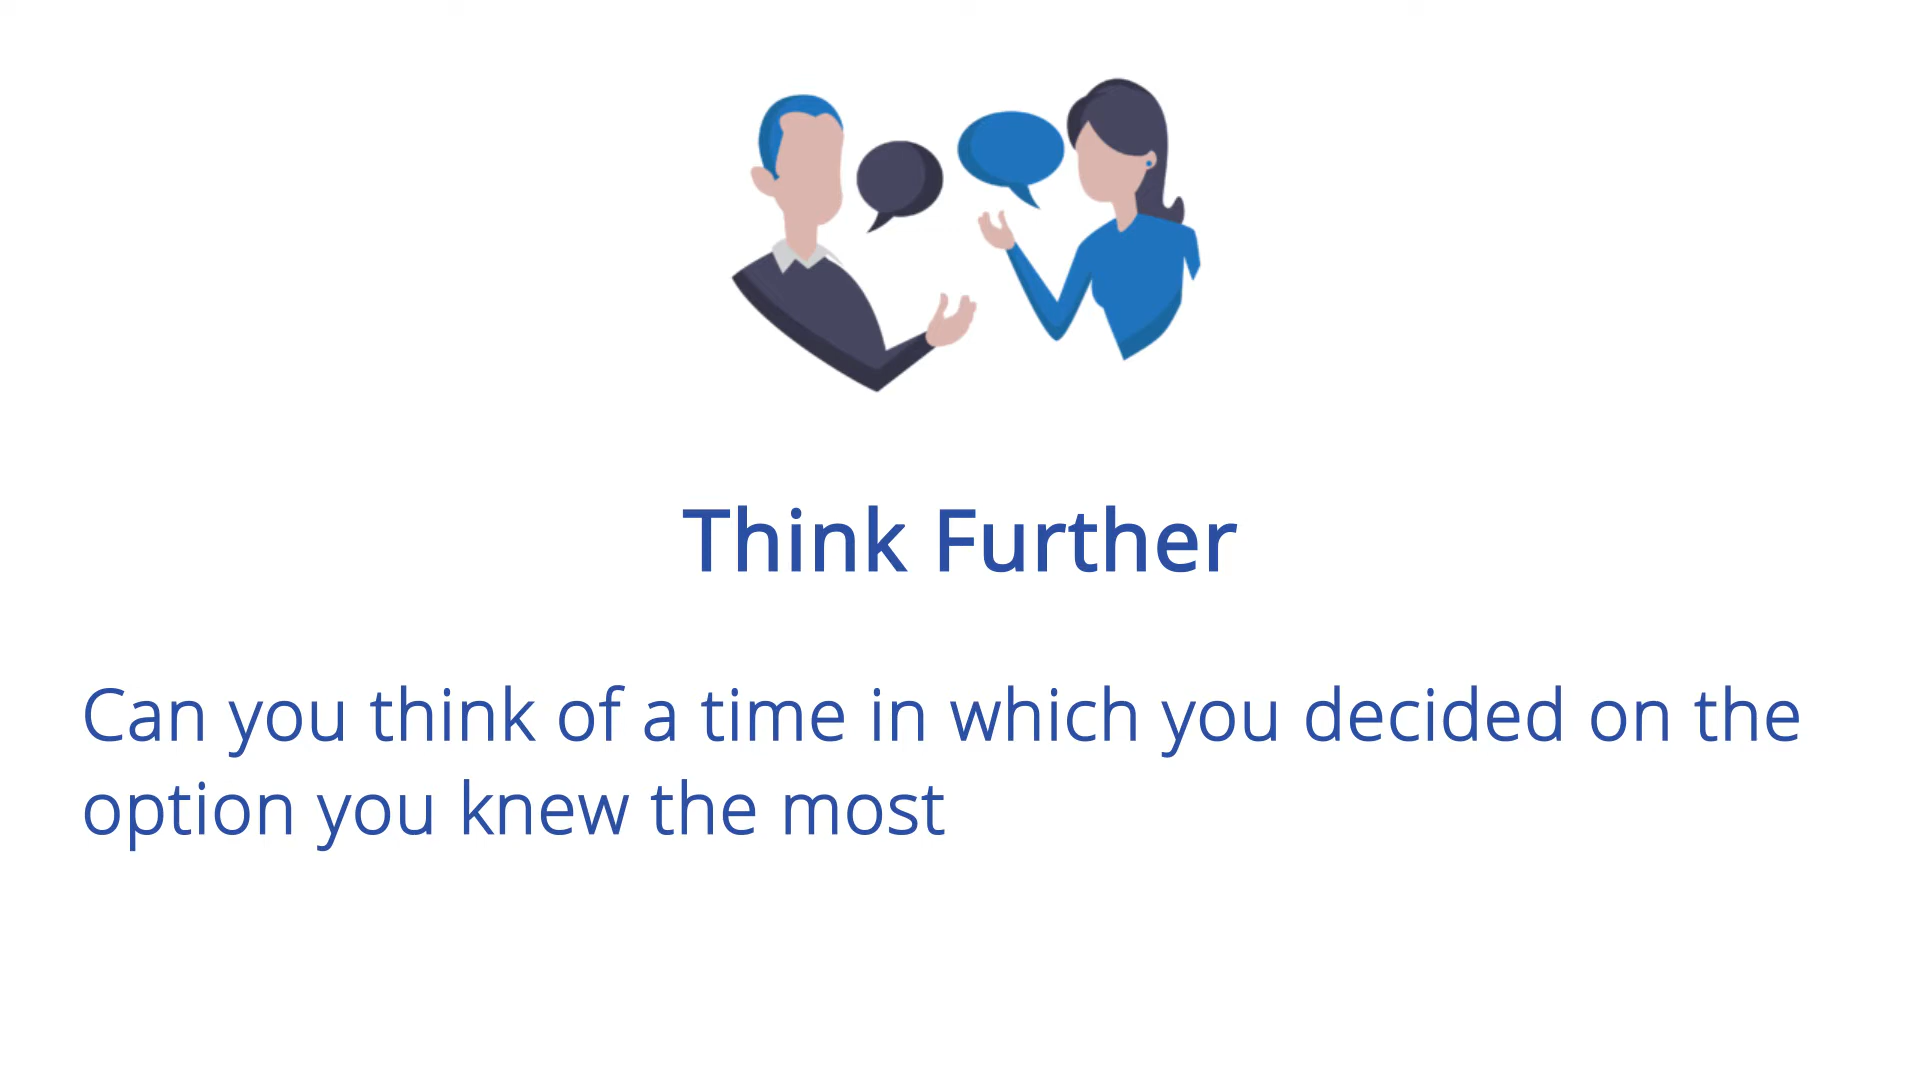 Think Further
Can you think of a time in which you decided on the
option you knew the most